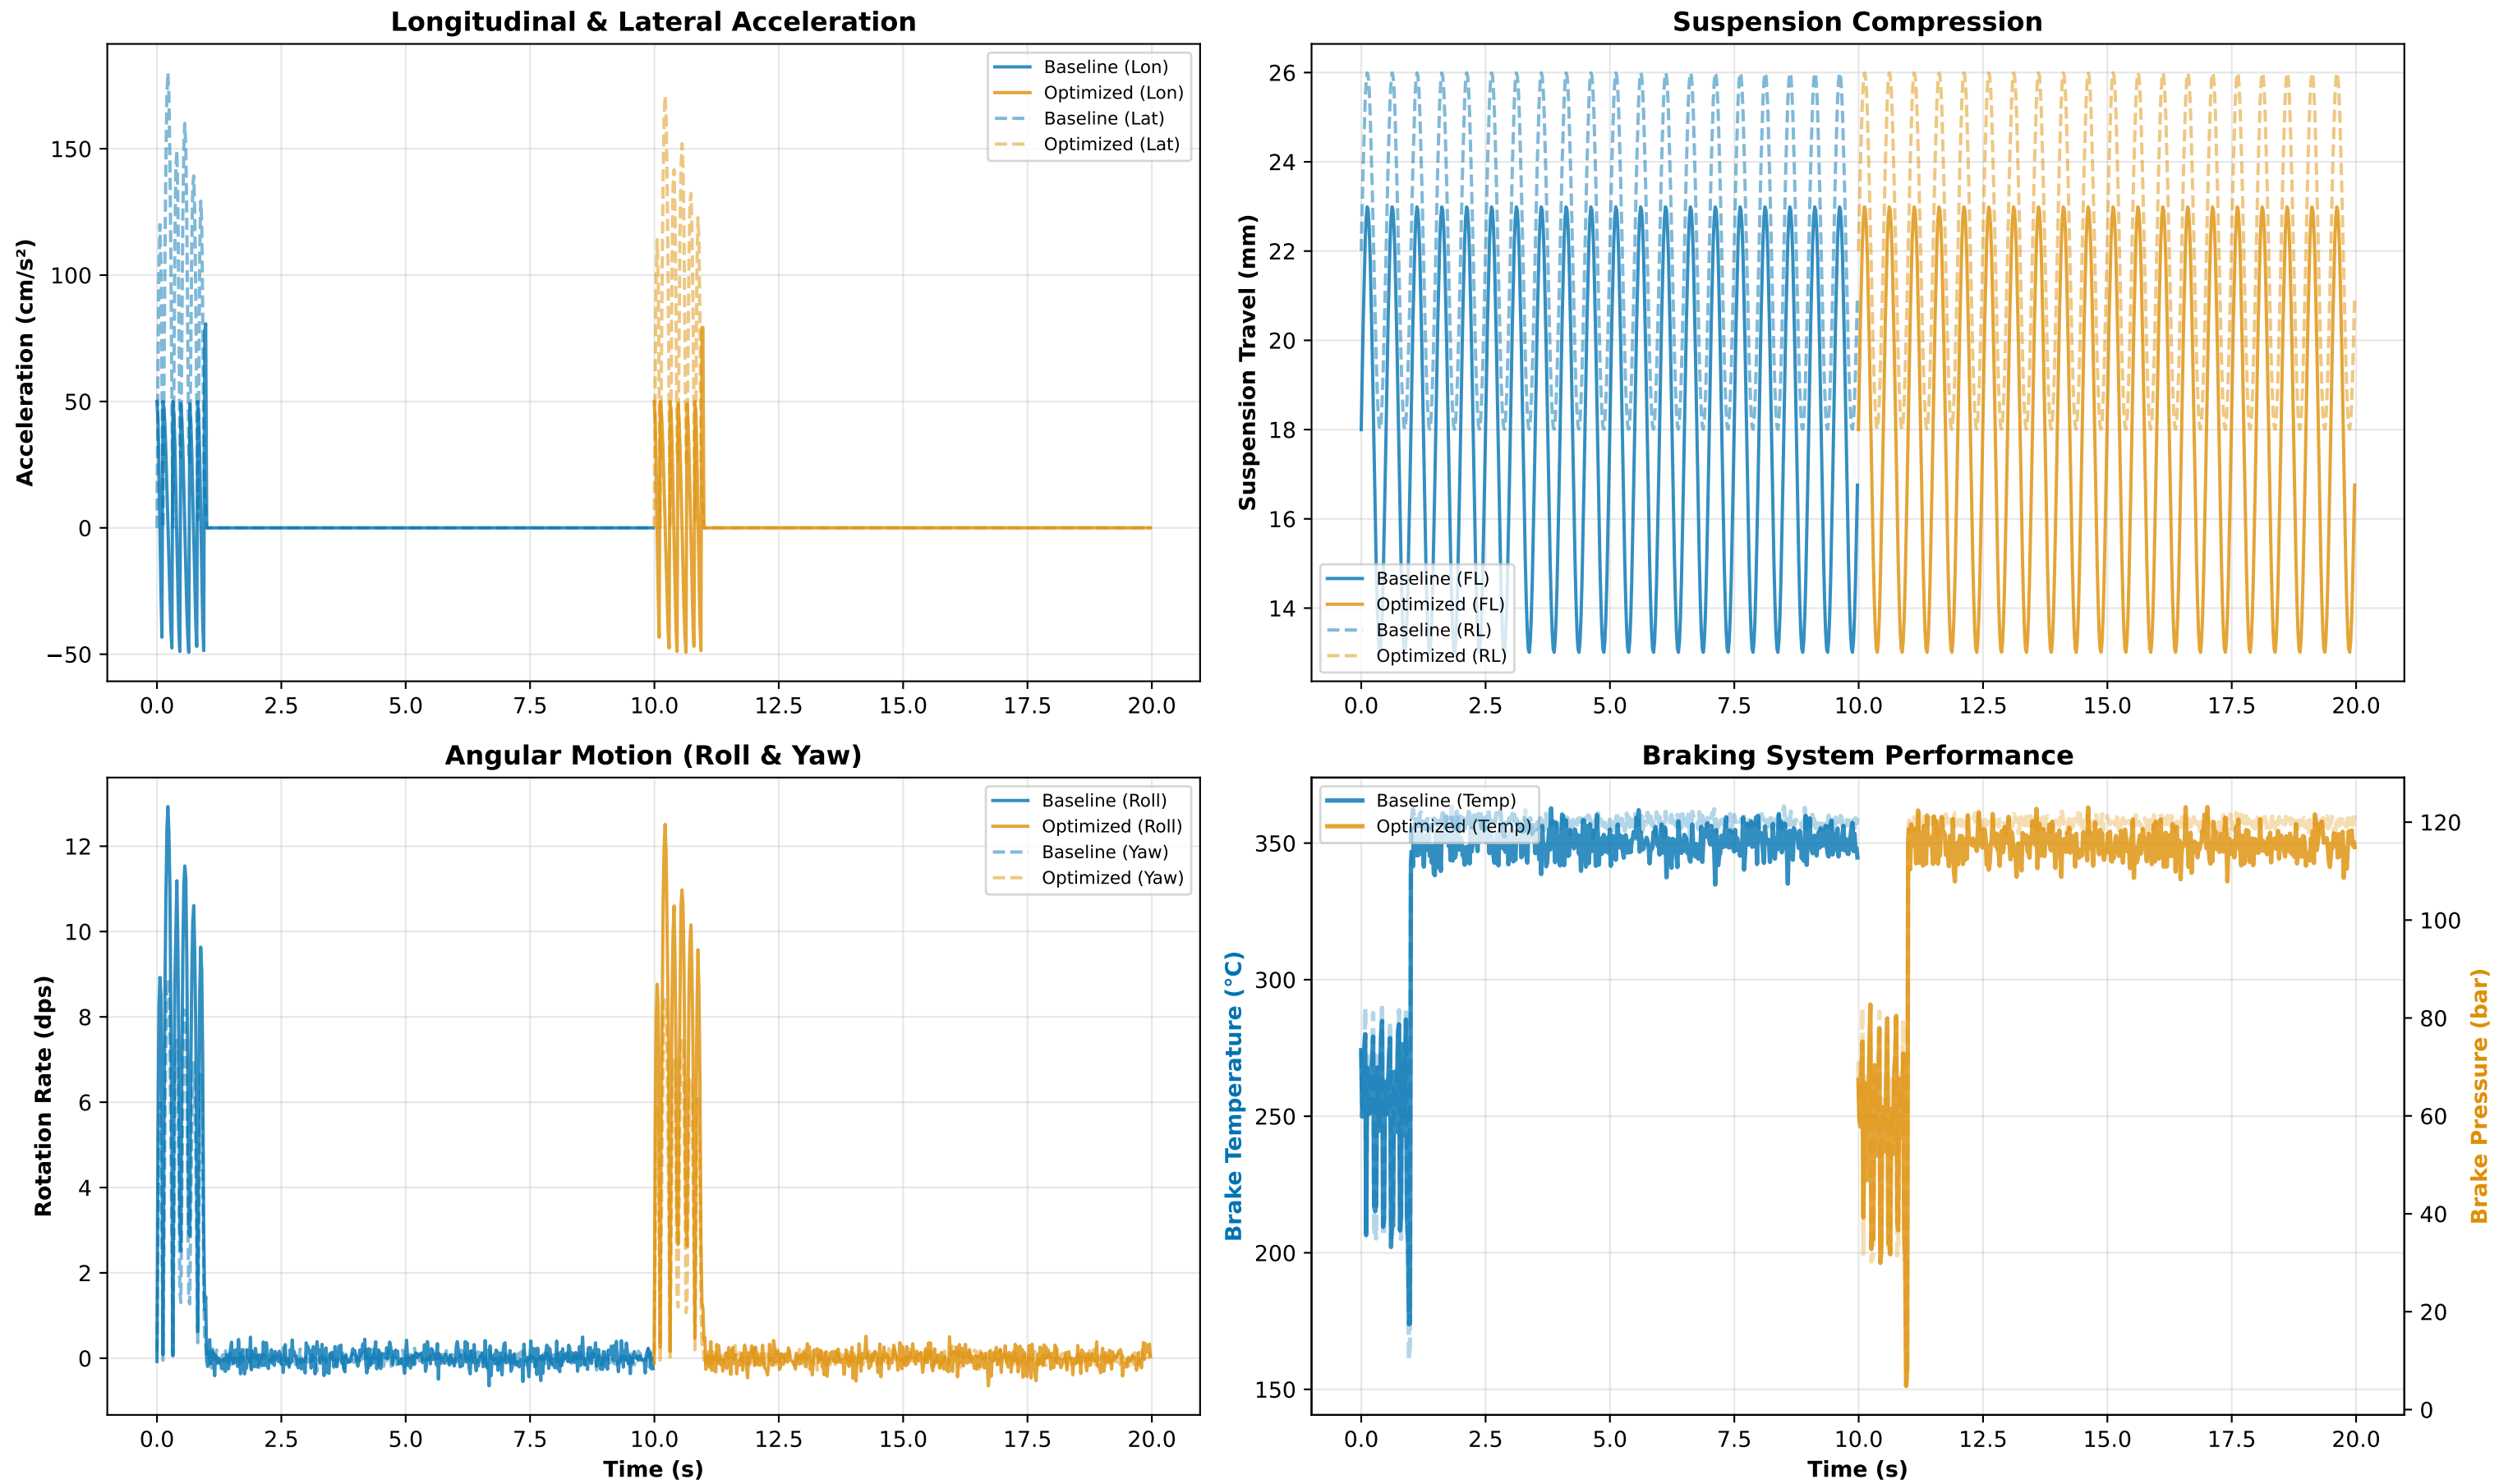 Longitudinal & Lateral Acceleration
Acceleration (cm/s²)
150
100
50
0
−50
Baseline (Lon)
Optimized (Lon)
Baseline (Lat)
Optimized (Lat)
0.0 2.5 5.0 7.5 10.0 12.5 15.0 17.5 20.0
Suspension Compression
Suspension Travel (mm)
26
24
22
20
18
16
14
Baseline (FL)
Optimized (FL)
Baseline (RL)
Optimized (RL)
0.0 2.5 5.0 7.5 10.0 12.5 15.0 17.5 20.0
Angular Motion (Roll & Yaw)
Rotation Rate (dps)
12
10
8
6
4
2
0
Baseline (Roll)
Optimized (Roll)
Baseline (Yaw)
Optimized (Yaw)
0.0 2.5 5.0 7.5 10.0 12.5 15.0 17.5 20.0
Time (s)
Braking System Performance
Brake Temperature (°C)
350
300
250
200
150
Baseline (Temp)
Optimized (Temp)
120
100
80
60
40
20
0
Brake Pressure (bar)
0.0 2.5 5.0 7.5 10.0 12.5 15.0 17.5 20.0
Time (s)